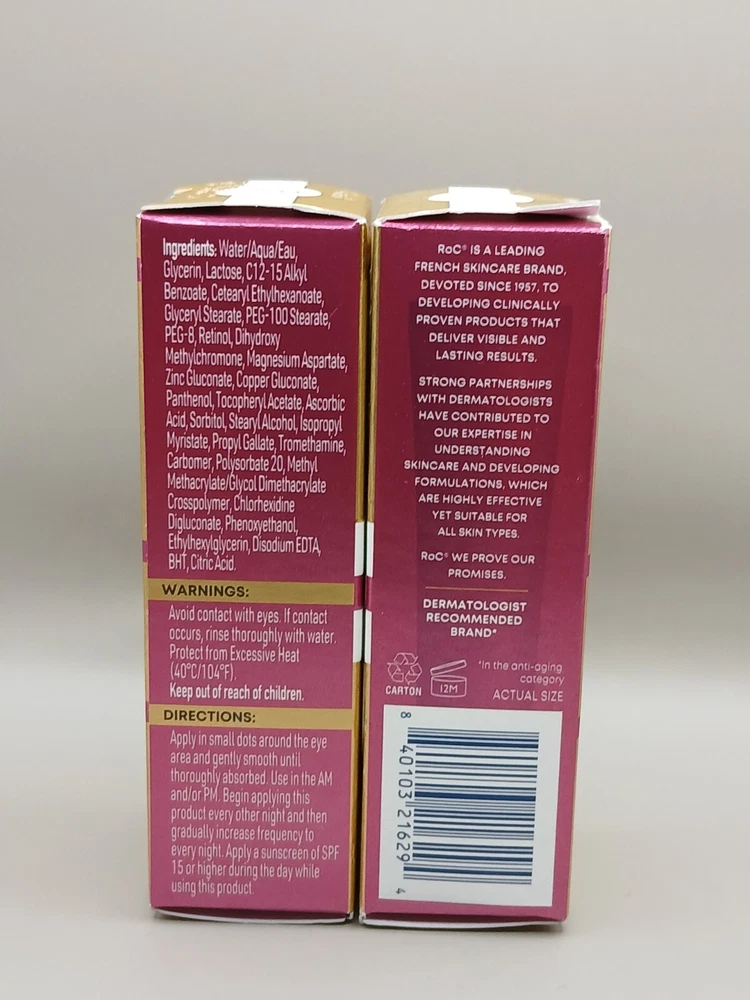 Ingredients: Water/Aqua/Eau,
Glycerin, Lactose, C12-15 Alkyl
Benzoate, Cetearyl Ethylhexanoate,
Glyceryl Stearate, PEG-100 Stearate,
PEG-8, Retinol, Dihydroxy
Methylchromone, Magnesium Aspartate,
Zinc Gluconate, Copper Gluconate,
Panthenol, Tocopheryl Acetate, Ascorbic
Acid, Sorbitol, Stearyl Alcohol, Isopropyl
Myristate, Propyl Gallate, Tromethamine,
Carbomer, Polysorbate 20, Methyl
Methacrylate/Glycol Dimethacrylate
Crosspolymer, Chlorhexidine
Digluconate, Phenoxyethanol,
Ethylhexylglycerin, Disodium EDTA,
BHT, Citric Acid.
WARNINGS:
Avoid contact with eyes. If contact
occurs, rinse thoroughly with water.
Protect from Excessive Heat
(40°C/104°F).
Keep out of reach of children.
DIRECTIONS:
Apply in small dots around the eye
area and gently smooth until
thoroughly absorbed. Use in the AM
and/or PM. Begin applying this
product every other night and then
gradually increase frequency to
every night. Apply a sunscreen of SPF
15 or higher during the day while
using this product.
RoC® IS A LEADING
FRENCH SKINCARE BRAND,
DEVOTED SINCE 1957, TO
DEVELOPING CLINICALLY
PROVEN PRODUCTS THAT
DELIVER VISIBLE AND
LASTING RESULTS.
STRONG PARTNERSHIPS
WITH DERMATOLOGISTS
HAVE CONTRIBUTED TO
OUR EXPERTISE IN
UNDERSTANDING
SKINCARE AND DEVELOPING
FORMULATIONS, WHICH
ARE HIGHLY EFFECTIVE
YET SUITABLE FOR
ALL SKIN TYPES.
RoC® WE PROVE OUR
PROMISES.
DERMATOLOGIST
RECOMMENDED
BRAND*
*In the anti-aging
category
CARTON
12M
ACTUAL SIZE
8 40103 21629 4